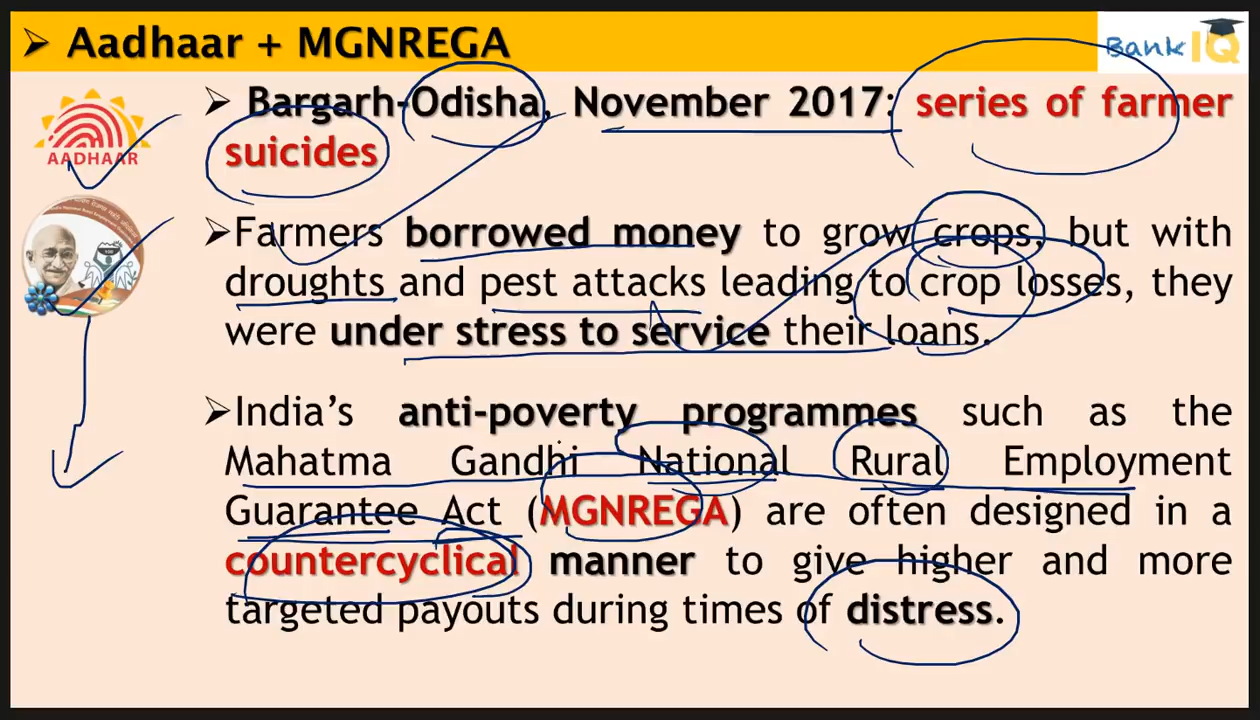 ➢ Aadhaar + MGNREGA
Bank IQ
AADHAAR
➢ Bargarh-Odisha, November 2017: series of farmer
suicides
➢Farmers borrowed money to grow crops, but with
droughts and pest attacks leading to crop losses, they
were under stress to service their loans.
➢India’s anti-poverty programmes such as the
Mahatma Gandhi National Rural Employment
Guarantee Act (MGNREGA) are often designed in a
countercyclical manner to give higher and more
targeted payouts during times of distress.